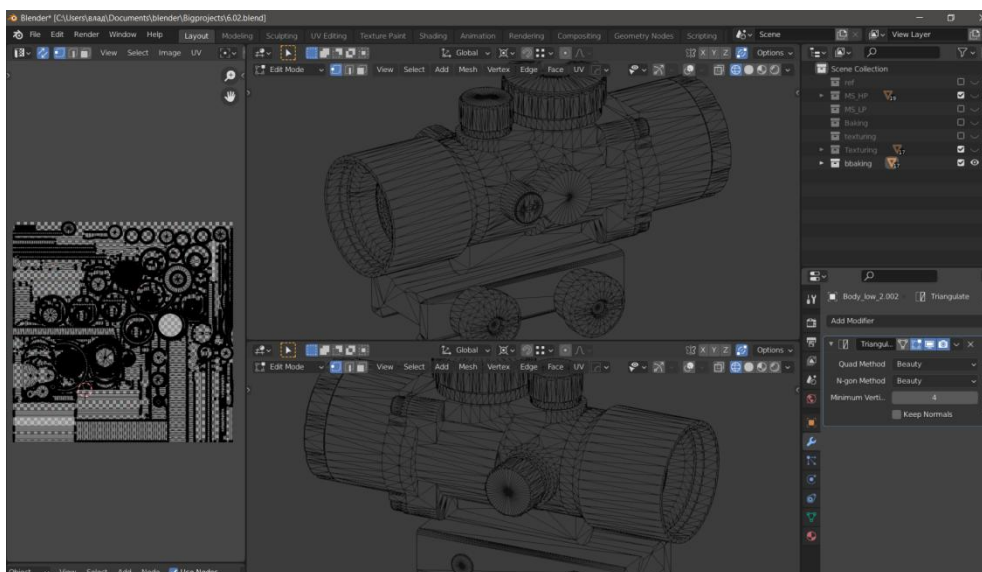 Blender* [C:\Users\влад\Documents\blender\Bigprojects\6.02.blend]
File Edit Render Window Help Layout Modeling Sculpting UV Editing Texture Paint Shading Animation Rendering Compositing Geometry Nodes Scripting Scene View Layer
View Select Image UV
Global X Y Z Options
Edit Mode View Select Add Mesh Vertex Edge Face UV
Scene Collection
ref
MS_HP
MS_LP
Baking
texturing
Texturing
bbaking
Body_low_2.002 Triangulate
Add Modifier
Triangul..
Quad Method Beauty
N-gon Method Beauty
Minimum Verti.. 4
Keep Normals
Global X Y Z Options
Edit Mode View Select Add Mesh Vertex Edge Face UV
Object View Select Add Node Use Nodes